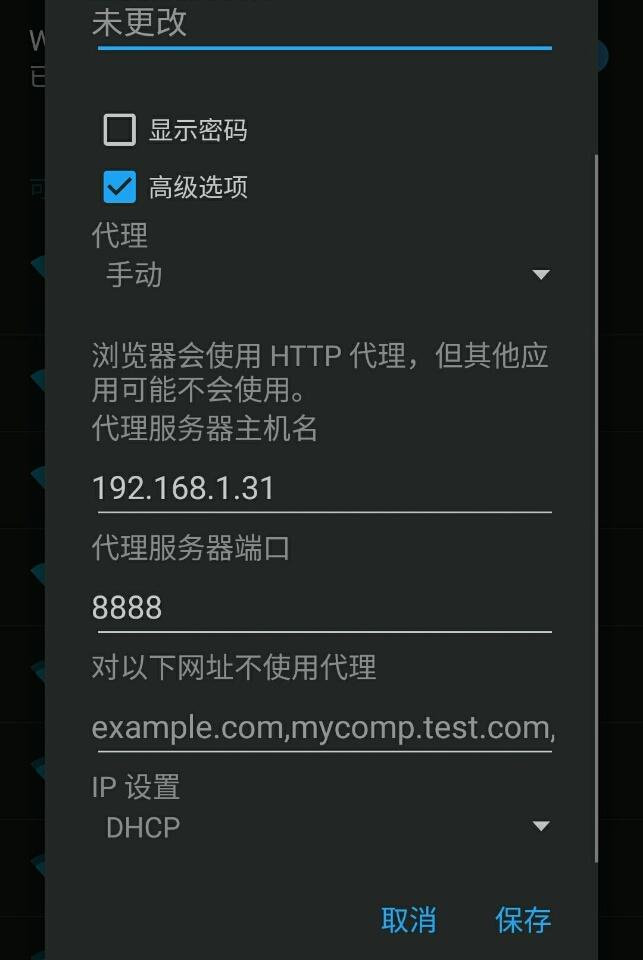 未更改
W
已
可
显示密码
高级选项
代理
手动
浏览器会使用 HTTP 代理，但其他应
用可能不会使用。
代理服务器主机名
192.168.1.31
代理服务器端口
8888
对以下网址不使用代理
example.com,mycomp.test.com,
IP 设置
DHCP
取消
保存